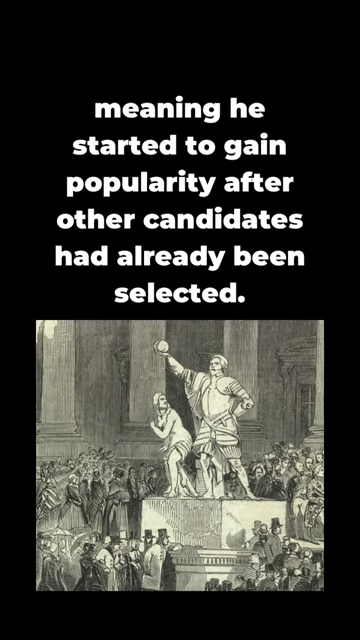 meaning he
started to gain
popularity after
other candidates
had already been
selected.